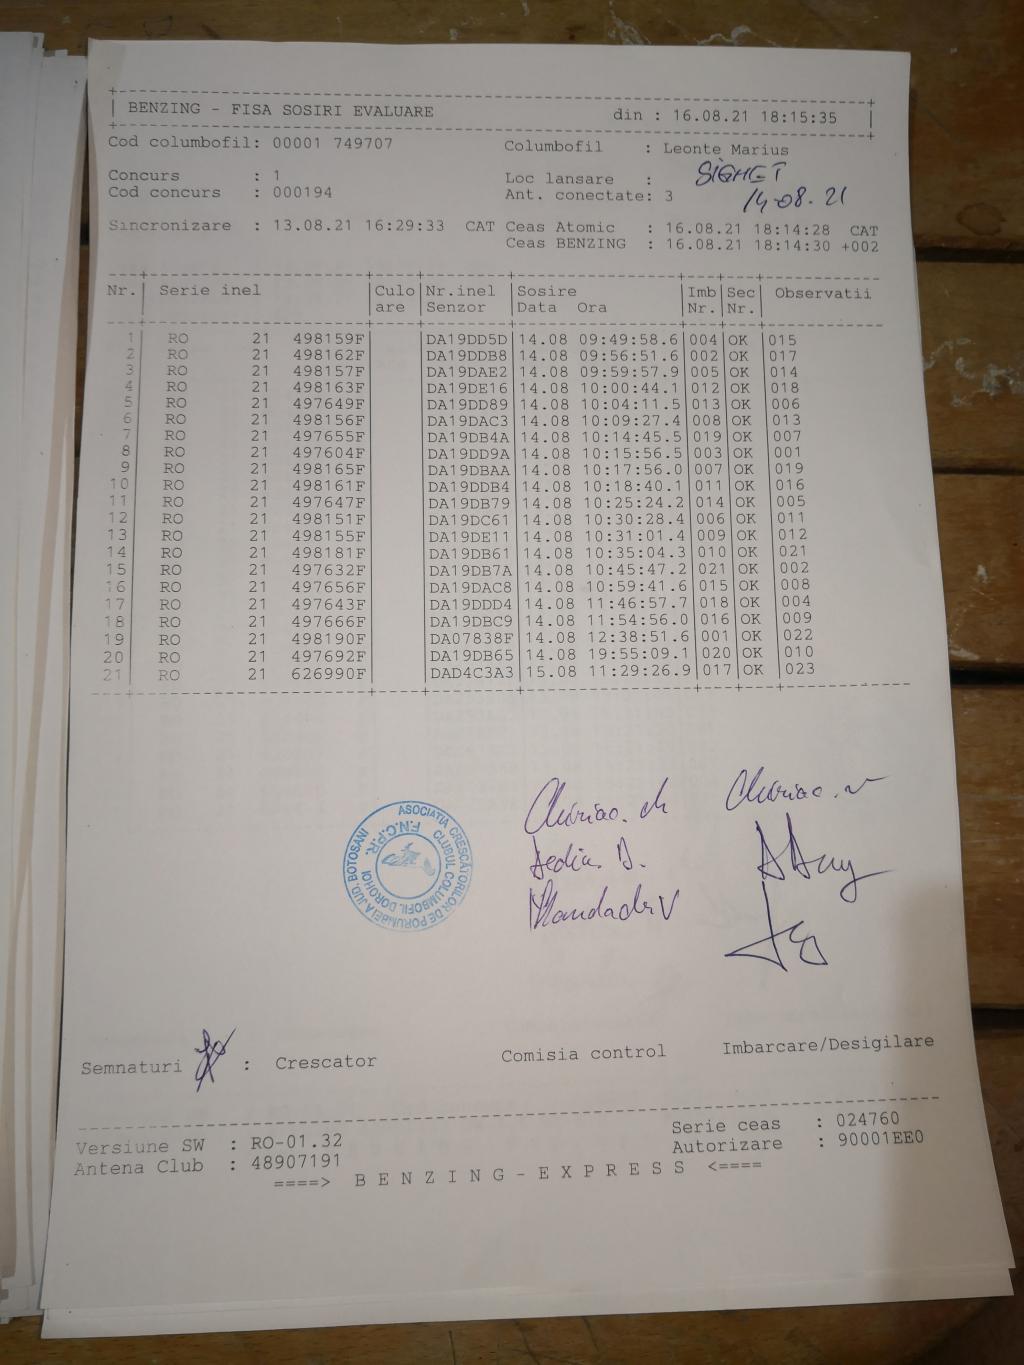 BENZING - FISA SOSIRI EVALUARE din : 16.08.21 18:15:35
Cod columbofil: 00001 749707 Columbofil : Leonte Marius
Concurs : 1 Loc lansare : SIGHET
Cod concurs : 000194 Ant. conectate: 3 14-08.21
Sincronizare : 13.08.21 16:29:33 CAT Ceas Atomic : 16.08.21 18:14:28 CAT
Ceas BENZING : 16.08.21 18:14:30 +002
Nr. Serie inel Culo Nr.inel Sosire Imb Sec Observatii
oare Senzor Data Ora Nr. Nr.
1 RO 21 498159F DA19DD5D 14.08 09:49:58.6 004 OK 015
2 RO 21 498162F DA19DDB8 14.08 09:56:51.6 002 OK 017
3 RO 21 498157F DA19DAE2 14.08 09:59:57.9 005 OK 014
4 RO 21 498163F DA19DE16 14.08 10:00:44.1 012 OK 018
5 RO 21 497649F DA19DD89 14.08 10:04:11.5 013 OK 006
6 RO 21 498156F DA19DAC3 14.08 10:09:27.4 008 OK 013
7 RO 21 497655F DA19DB4A 14.08 10:14:45.5 019 OK 007
8 RO 21 497604F DA19DD9A 14.08 10:15:56.5 003 OK 001
9 RO 21 498165F DA19DBAA 14.08 10:17:56.0 007 OK 019
10 RO 21 498161F DA19DDB4 14.08 10:18:40.1 011 OK 016
11 RO 21 497647F DA19DB79 14.08 10:25:24.2 014 OK 005
12 RO 21 498151F DA19DC61 14.08 10:30:28.4 006 OK 011
13 RO 21 498155F DA19DE11 14.08 10:31:01.4 009 OK 012
14 RO 21 498181F DA19DB61 14.08 10:35:04.3 010 OK 021
15 RO 21 497632F DA19DB7A 14.08 10:45:47.2 021 OK 002
16 RO 21 497656F DA19DAC8 14.08 10:59:41.6 015 OK 008
17 RO 21 497643F DA19DDD4 14.08 11:46:57.7 018 OK 004
18 RO 21 497666F DA19DBC9 14.08 11:54:56.0 016 OK 009
19 RO 21 498190F DA07838F 14.08 12:38:51.6 001 OK 022
20 RO 21 497692F DA19DB65 14.08 19:55:09.1 020 OK 010
21 RO 21 626990F DAD4C3A3 15.08 11:29:26.9 017 OK 023
ASOCIATIA CRESCĂTORILOR DE PORUMBEI A JUD. BOTOSANI
CLUBUL COLUMBOFIL DOROHOI
F.N.C.P.R.
Semnaturi : Crescator Comisia control Imbarcare/Desigilare
Versiune SW : RO-01.32 Serie ceas : 024760
Antena Club : 48907191 Autorizare : 90001EE0
====> BENZING-EXPRESS <====